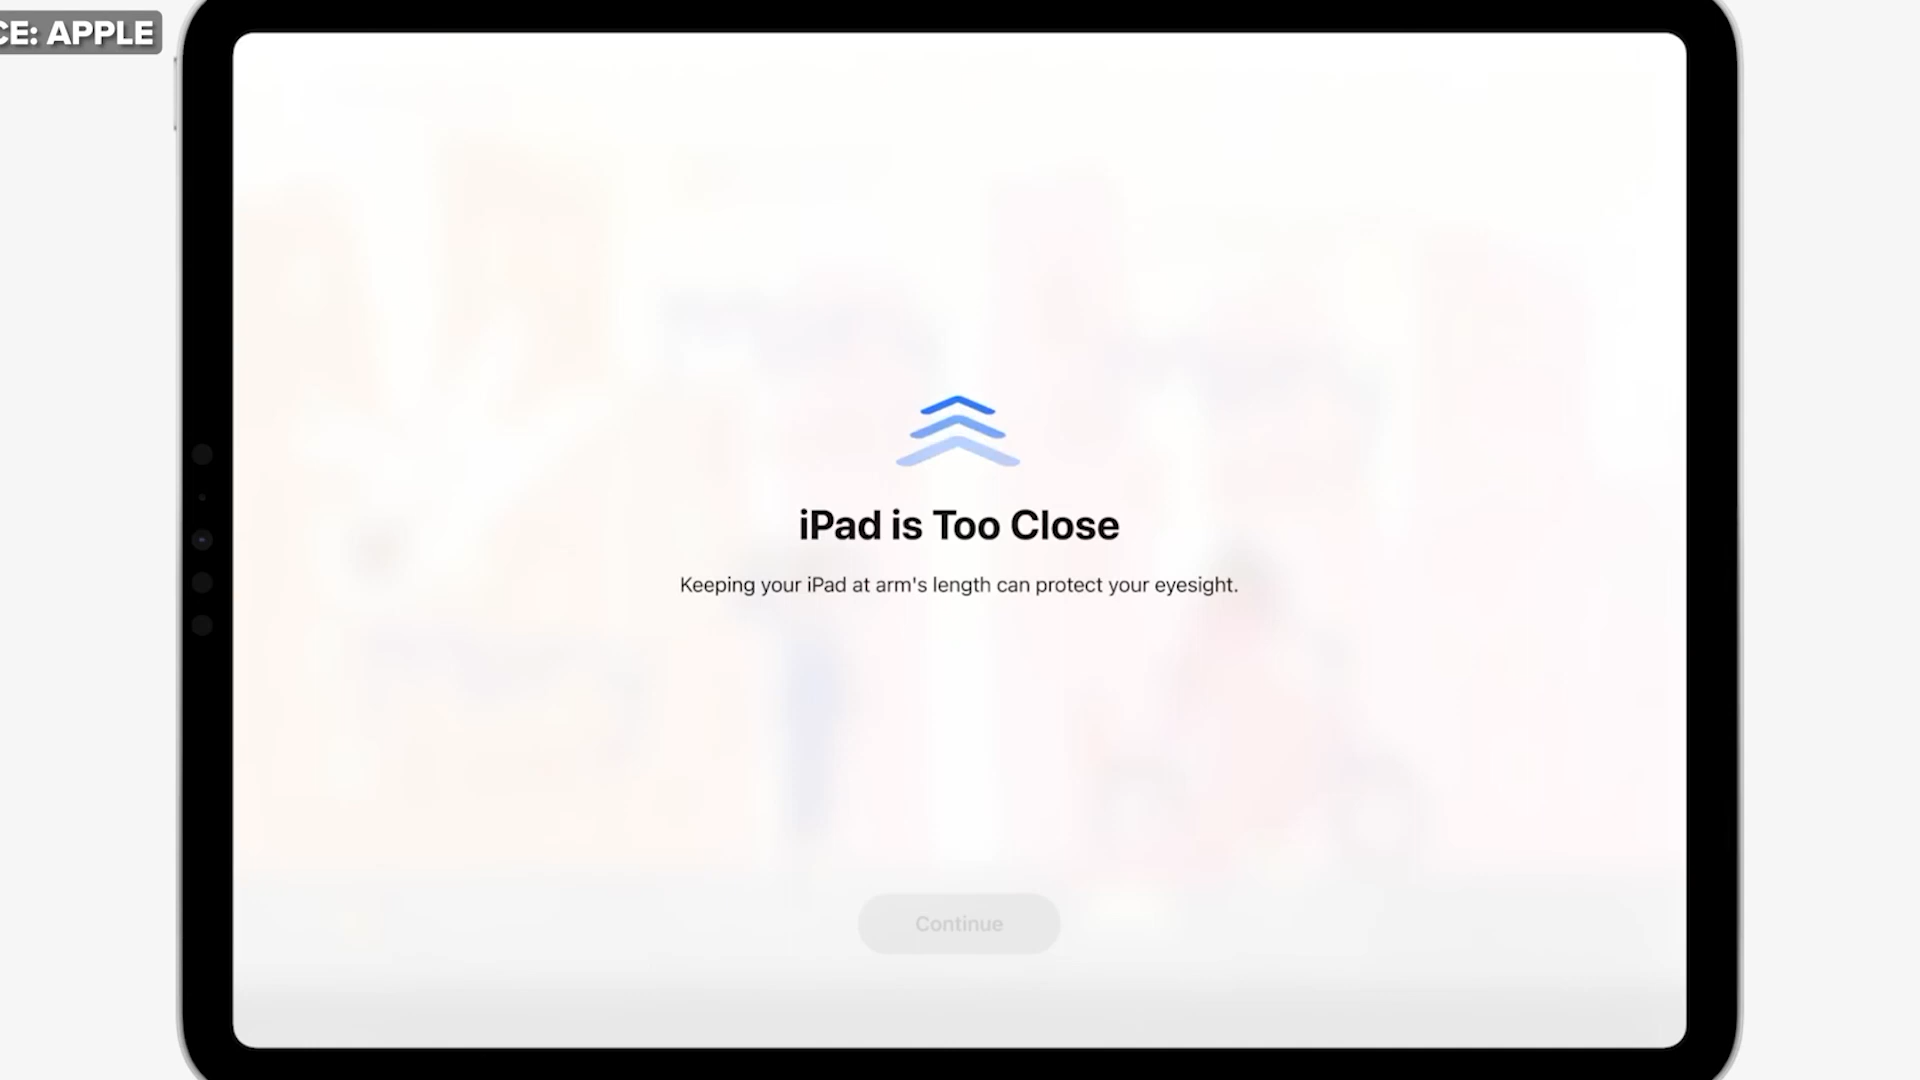 CE: APPLE
iPad is Too Close
Keeping your iPad at arm's length can protect your eyesight.
Continue